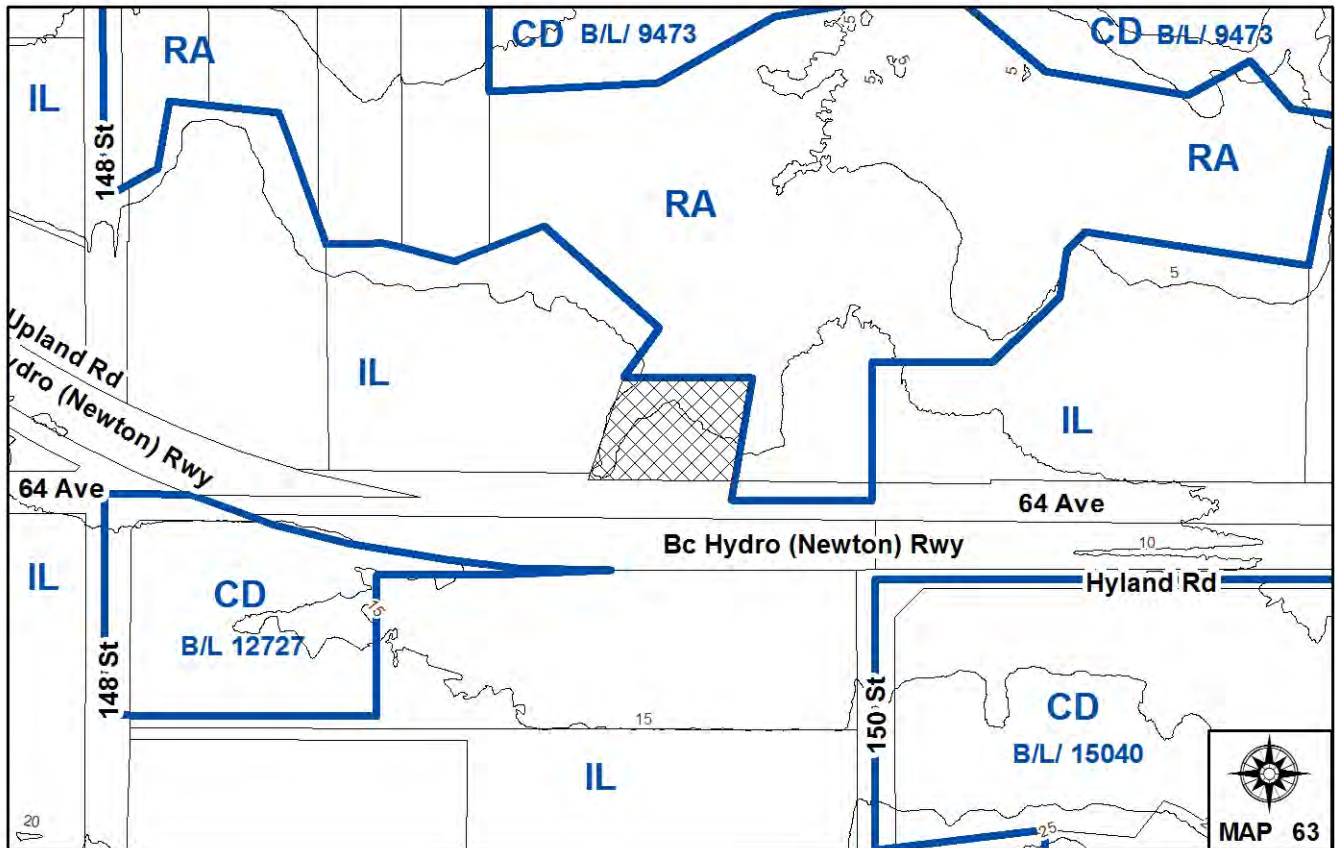 CD B/L/ 9473
CD B/L/ 9473
RA
IL
5
5
5
148 St
RA
RA
5
Upland Rd
IL
IL
ydro (Newton) Rwy
64 Ave
64 Ave
Bc Hydro (Newton) Rwy
10
IL
Hyland Rd
CD
15
B/L 12727
148 St
150 St
CD
15
B/L/ 15040
IL
20
25
MAP 63